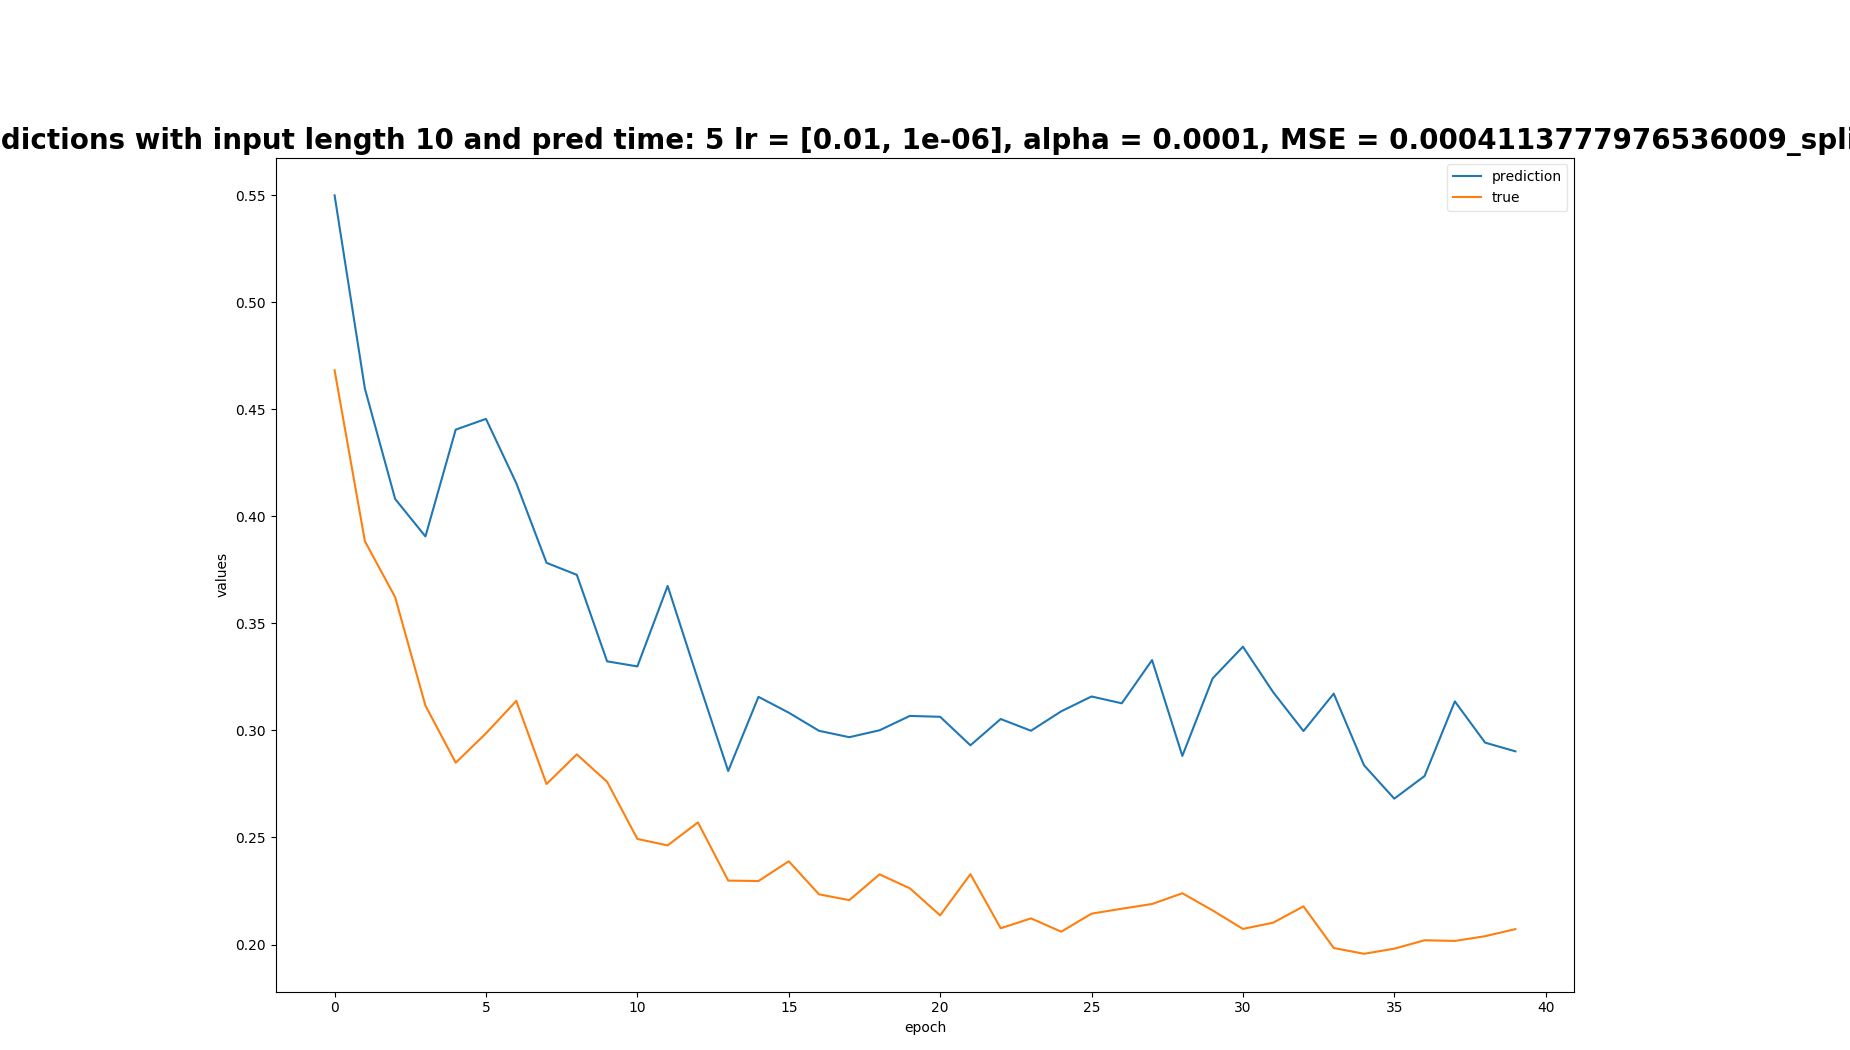 dictions with input length 10 and pred time: 5 lr = [0.01, 1e-06], alpha = 0.0001, MSE = 0.0004113777976536009_spli
prediction
true
0.55
0.50
0.45
0.40
0.35
0.30
0.25
0.20
values
0 5 10 15 20 25 30 35 40
epoch